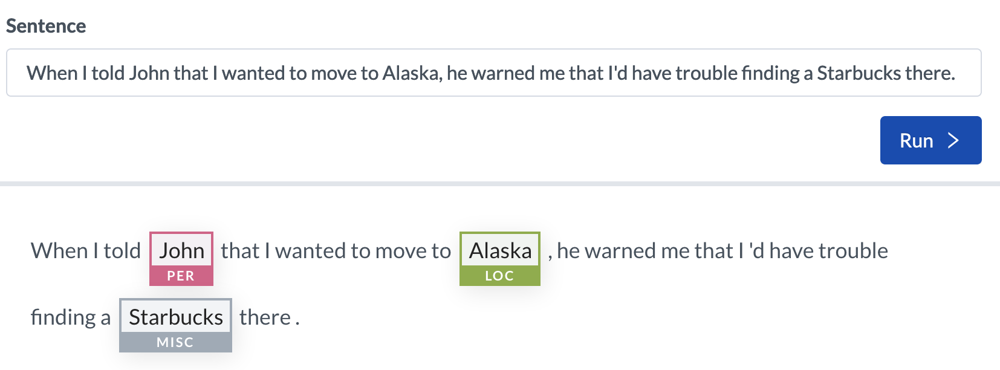 Sentence
When I told John that I wanted to move to Alaska, he warned me that I'd have trouble finding a Starbucks there.
Run >
When I told John that I wanted to move to Alaska , he warned me that I 'd have trouble
PER LOC
finding a Starbucks there .
MISC